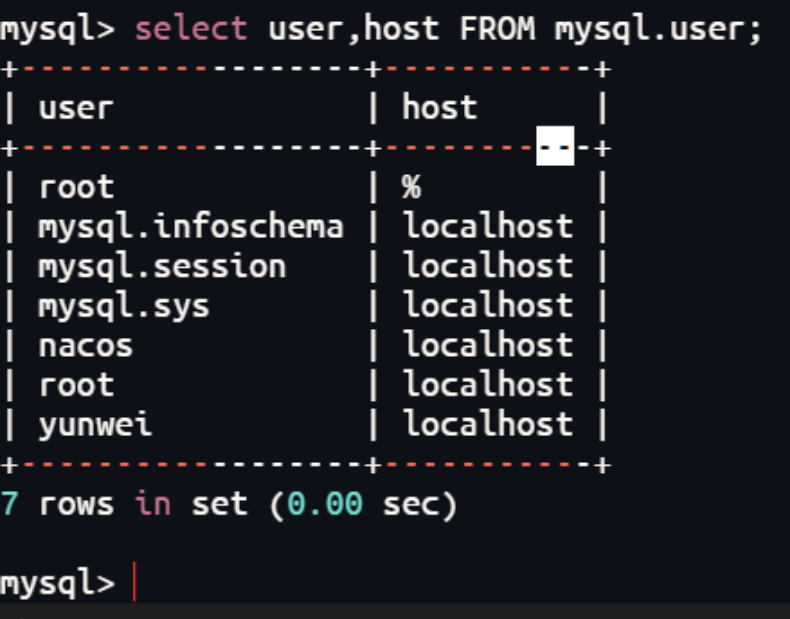 mysql> select user,host FROM mysql.user;
+------------------+-----------+
| user             | host      |
+------------------+-----------+
| root             | %         |
| mysql.infoschema | localhost |
| mysql.session    | localhost |
| mysql.sys        | localhost |
| nacos            | localhost |
| root             | localhost |
| yunwei           | localhost |
+------------------+-----------+
7 rows in set (0.00 sec)
mysql>